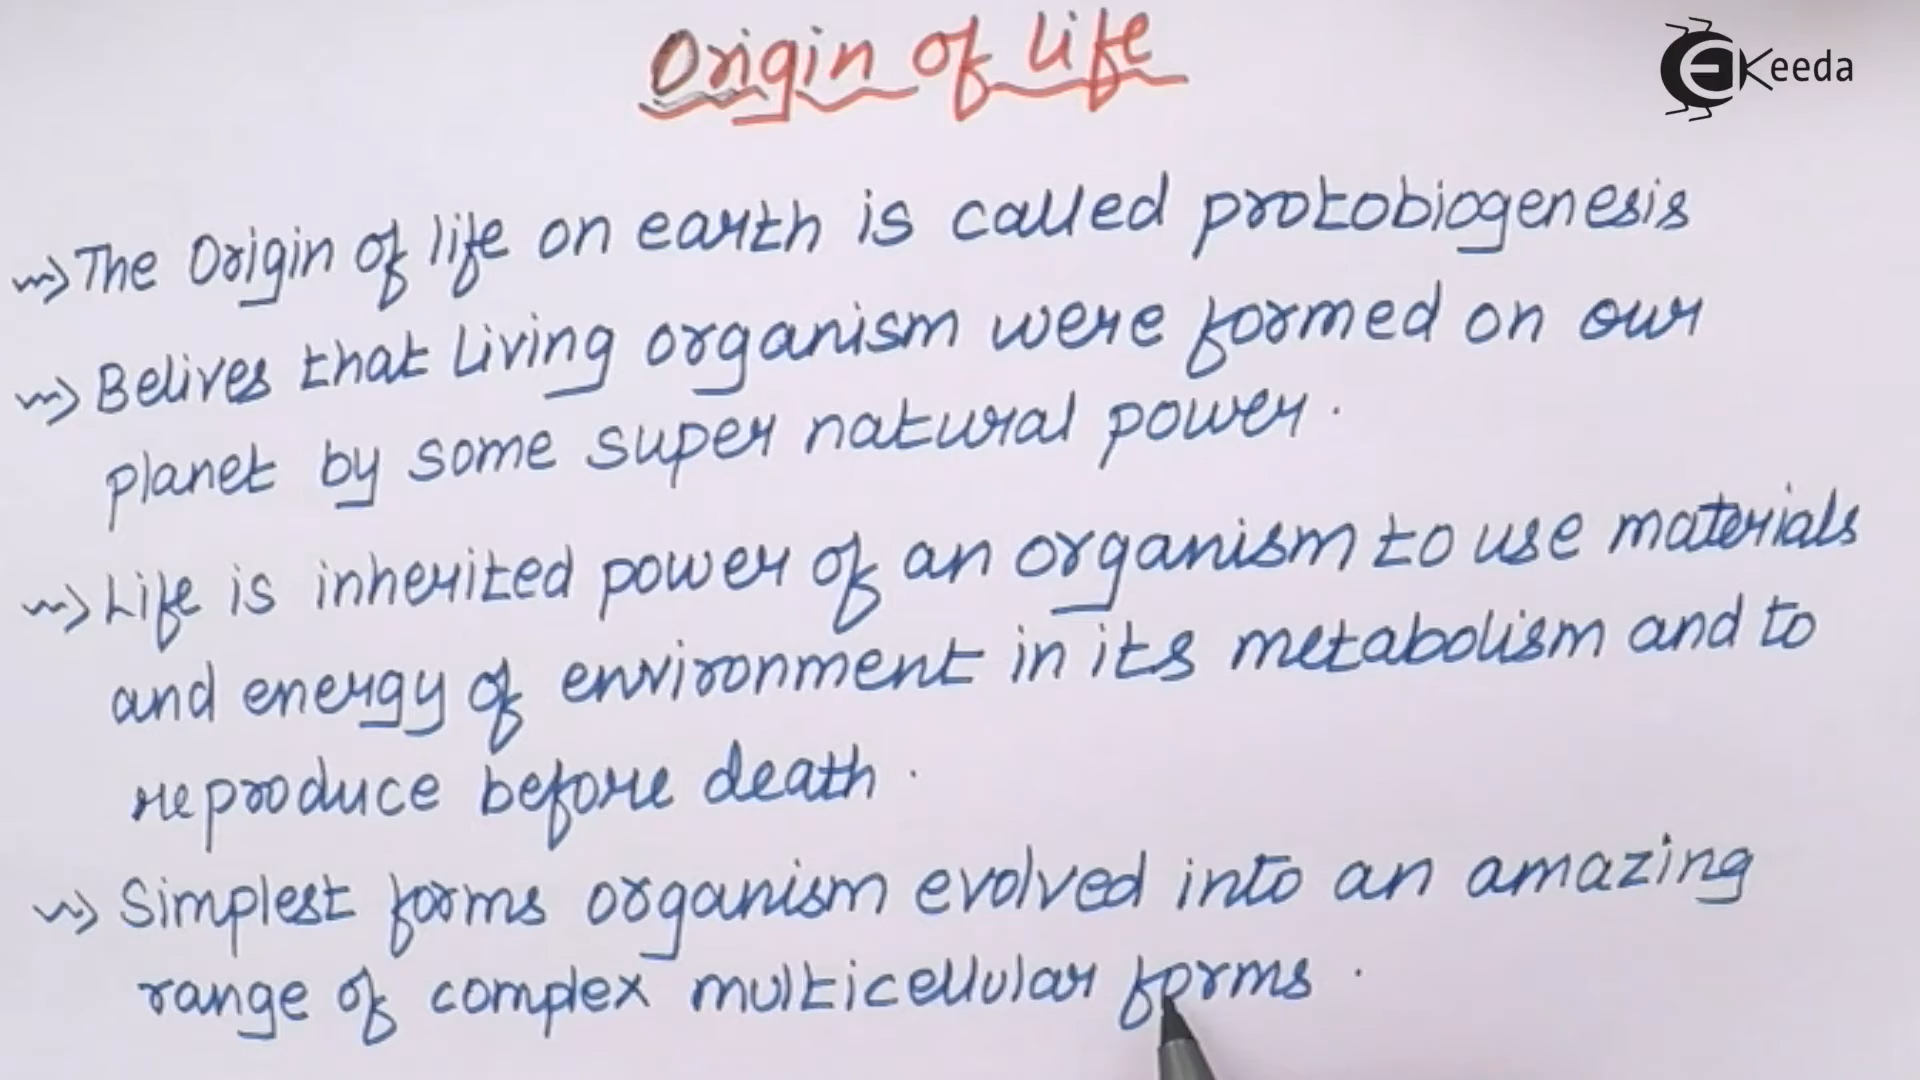 Origin of life
EKeeda
The Origin of life on earth is called protobiogenesis
Belives that living organism were formed on our
planet by some super natural power.
Life is inherited power of an organism to use materials
and energy of environment in its metabolism and to
reproduce before death.
Simplest forms organism evolved into an amazing
range of complex multicellular forms.